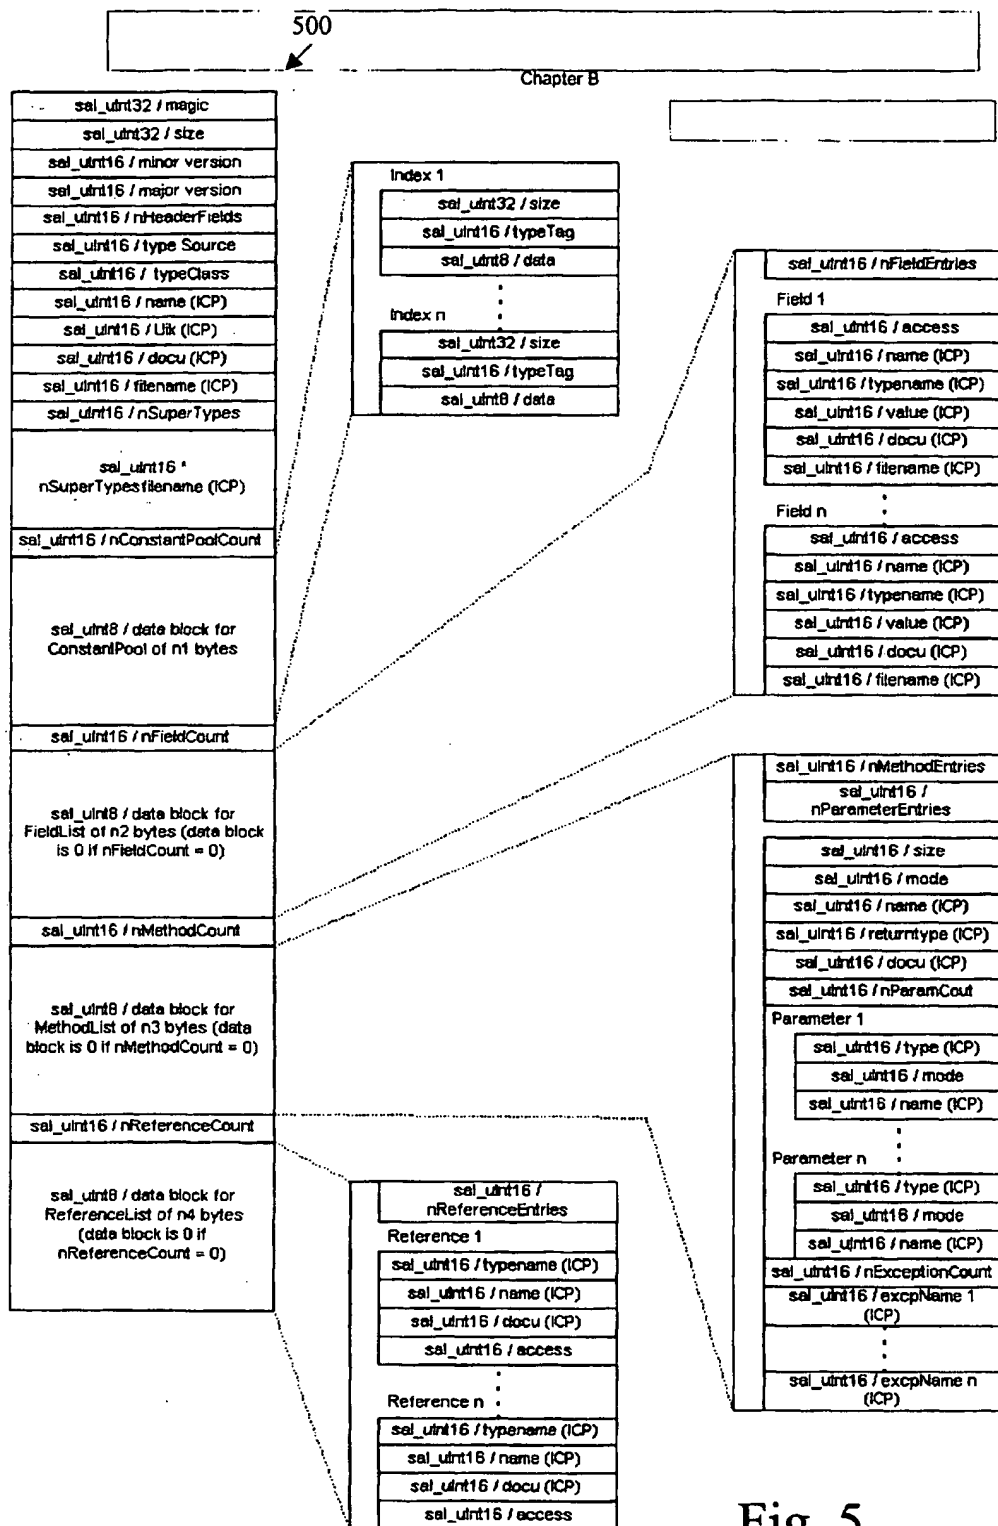 500
Chapter B
sal_uInt32 / magic
sal_uInt32 / size
sal_uInt16 / minor version
sal_uInt16 / major version
sal_uInt16 / nHeaderFields
sal_uInt16 / type Source
sal_uInt16 / typeClass
sal_uInt16 / name (ICP)
sal_uInt16 / Uik (ICP)
sal_uInt16 / docu (ICP)
sal_uInt16 / filename (ICP)
sal_uInt16 / nSuperTypes
sal_uInt16 *
nSuperTypesfilename (ICP)
sal_uInt16 / nConstantPoolCount
sal_uInt8 / data block for
ConstantPool of n1 bytes
sal_uInt16 / nFieldCount
sal_uInt8 / data block for
FieldList of n2 bytes (data block
is 0 if nFieldCount = 0)
sal_uInt16 / nMethodCount
sal_uInt8 / data block for
MethodList of n3 bytes (data
block is 0 if nMethodCount = 0)
sal_uInt16 / nReferenceCount
sal_uInt8 / data block for
ReferenceList of n4 bytes
(data block is 0 if
nReferenceCount = 0)
Index 1
sal_uInt32 / size
sal_uInt16 / typeTag
sal_uInt8 / data
Index n
sal_uInt32 / size
sal_uInt16 / typeTag
sal_uInt8 / data
sal_uInt16 / nFieldEntries
Field 1
sal_uInt16 / access
sal_uInt16 / name (ICP)
sal_uInt16 / typename (ICP)
sal_uInt16 / value (ICP)
sal_uInt16 / docu (ICP)
sal_uInt16 / filename (ICP)
Field n
sal_uInt16 / access
sal_uInt16 / name (ICP)
sal_uInt16 / typename (ICP)
sal_uInt16 / value (ICP)
sal_uInt16 / docu (ICP)
sal_uInt16 / filename (ICP)
sal_uInt16 / nMethodEntries
sal_uInt16 /
nParameterEntries
sal_uInt16 / size
sal_uInt16 / mode
sal_uInt16 / name (ICP)
sal_uInt16 / returntype (ICP)
sal_uInt16 / docu (ICP)
sal_uInt16 / nParamCout
Parameter 1
sal_uInt16 / type (ICP)
sal_uInt16 / mode
sal_uInt16 / name (ICP)
Parameter n
sal_uInt16 / type (ICP)
sal_uInt16 / mode
sal_uInt16 / name (ICP)
sal_uInt16 / nExceptionCount
sal_uInt16 / excpName 1
(ICP)
sal_uInt16 / excpName n
(ICP)
sal_uInt16 /
nReferenceEntries
Reference 1
sal_uInt16 / typename (ICP)
sal_uInt16 / name (ICP)
sal_uInt16 / docu (ICP)
sal_uInt16 / access
Reference n
sal_uInt16 / typename (ICP)
sal_uInt16 / name (ICP)
sal_uInt16 / docu (ICP)
sal_uInt16 / access
Fig. 5